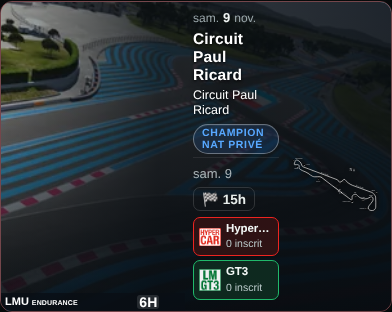 sam. 9 nov.
Circuit
Paul
Ricard
Circuit Paul
Ricard
CHAMPION
NAT PRIVÉ
sam. 9
15h
HYPER
CAR
Hyper...
0 inscrit
LM
GT3
GT3
0 inscrit
LMU ENDURANCE
6H